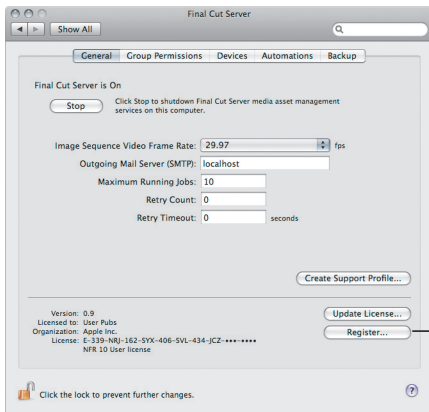 Final Cut Server
Show All
General Group Permissions Devices Automations Backup
Final Cut Server is On
Stop
Click Stop to shutdown Final Cut Server media asset management
services on this computer.
Image Sequence Video Frame Rate: 29.97 fps
Outgoing Mail Server (SMTP): localhost
Maximum Running Jobs: 10
Retry Count: 0
Retry Timeout: 0 seconds
Create Support Profile...
Version: 0.9
Update License...
Licensed to: User Pubs
Organization: Apple Inc.
Register...
License: E-339-NRJ-162-SYX-406-SVL-434-JCZ-•••-••••
NFR 10 User license
Click the lock to prevent further changes.
?